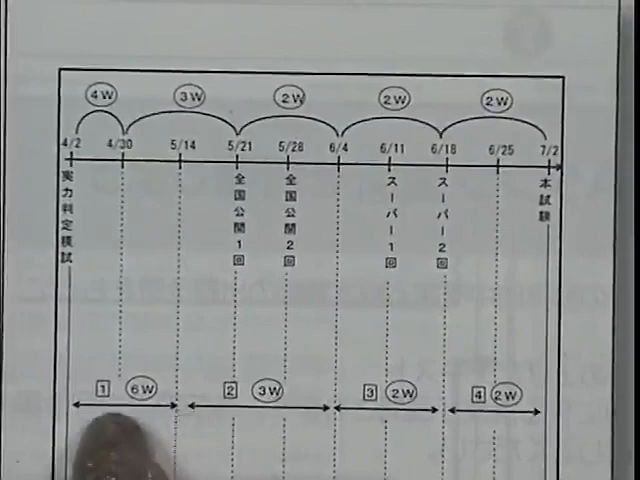 4W 3W 2W 2W 2W
4/2 4/30 5/14 5/21 5/28 6/4 6/11 6/18 6/25 7/2
実力判定模試
全国公開1回
全国公開2回
スーパー1回
スーパー2回
本試験
1 6W 2 3W 3 2W 4 2W